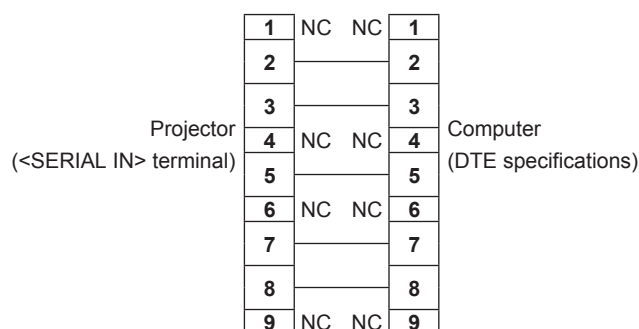 1 NC NC 1
2 2
3 3
Projector
(<SERIAL IN> terminal)
4 NC NC 4
Computer
(DTE specifications)
5 5
6 NC NC 6
7 7
8 8
9 NC NC 9